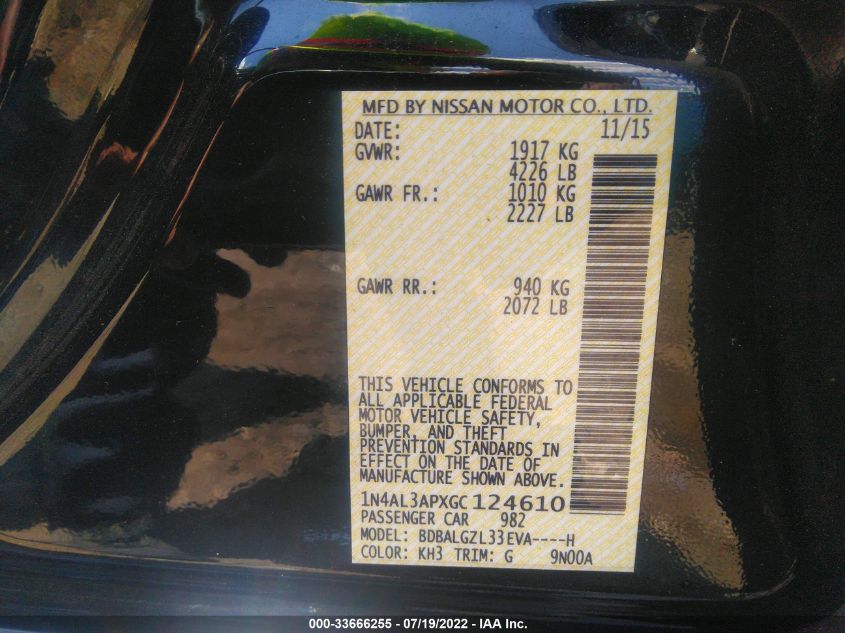 MFD BY NISSAN MOTOR CO., LTD.
DATE: 11/15
GVWR: 1917 KG
4226 LB
GAWR FR.: 1010 KG
2227 LB
GAWR RR.: 940 KG
2072 LB
THIS VEHICLE CONFORMS TO
ALL APPLICABLE FEDERAL
MOTOR VEHICLE SAFETY,
BUMPER, AND THEFT
PREVENTION STANDARDS IN
EFFECT ON THE DATE OF
MANUFACTURE SHOWN ABOVE.
1N4AL3APXGC124610
PASSENGER CAR 982
MODEL: BDBALGZL33EVA----H
COLOR: KH3 TRIM: G 9N00A
000-33666255 - 07/19/2022 - IAA Inc.